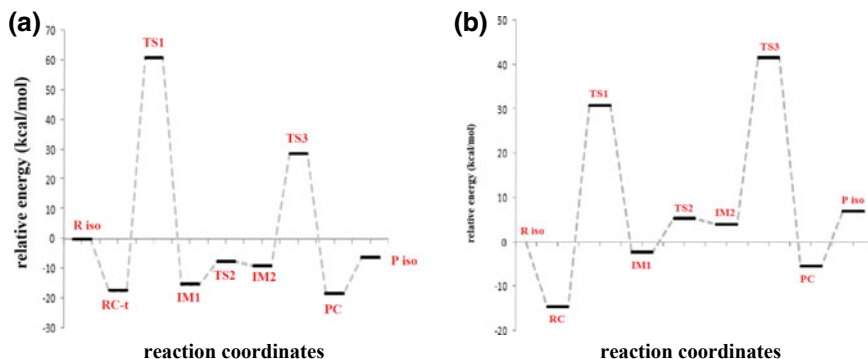 (a)
relative energy (kcal/mol)
70
60
50
40
30
20
10
0
-10
-20
-30
R iso
RC-t
TS1
IM1
TS2
IM2
TS3
PC
P iso
reaction coordinates
(b)
relative energy (kcal/mol)
50
40
30
20
10
0
-10
-20
R iso
RC
TS1
IM1
TS2
IM2
TS3
PC
P iso
reaction coordinates